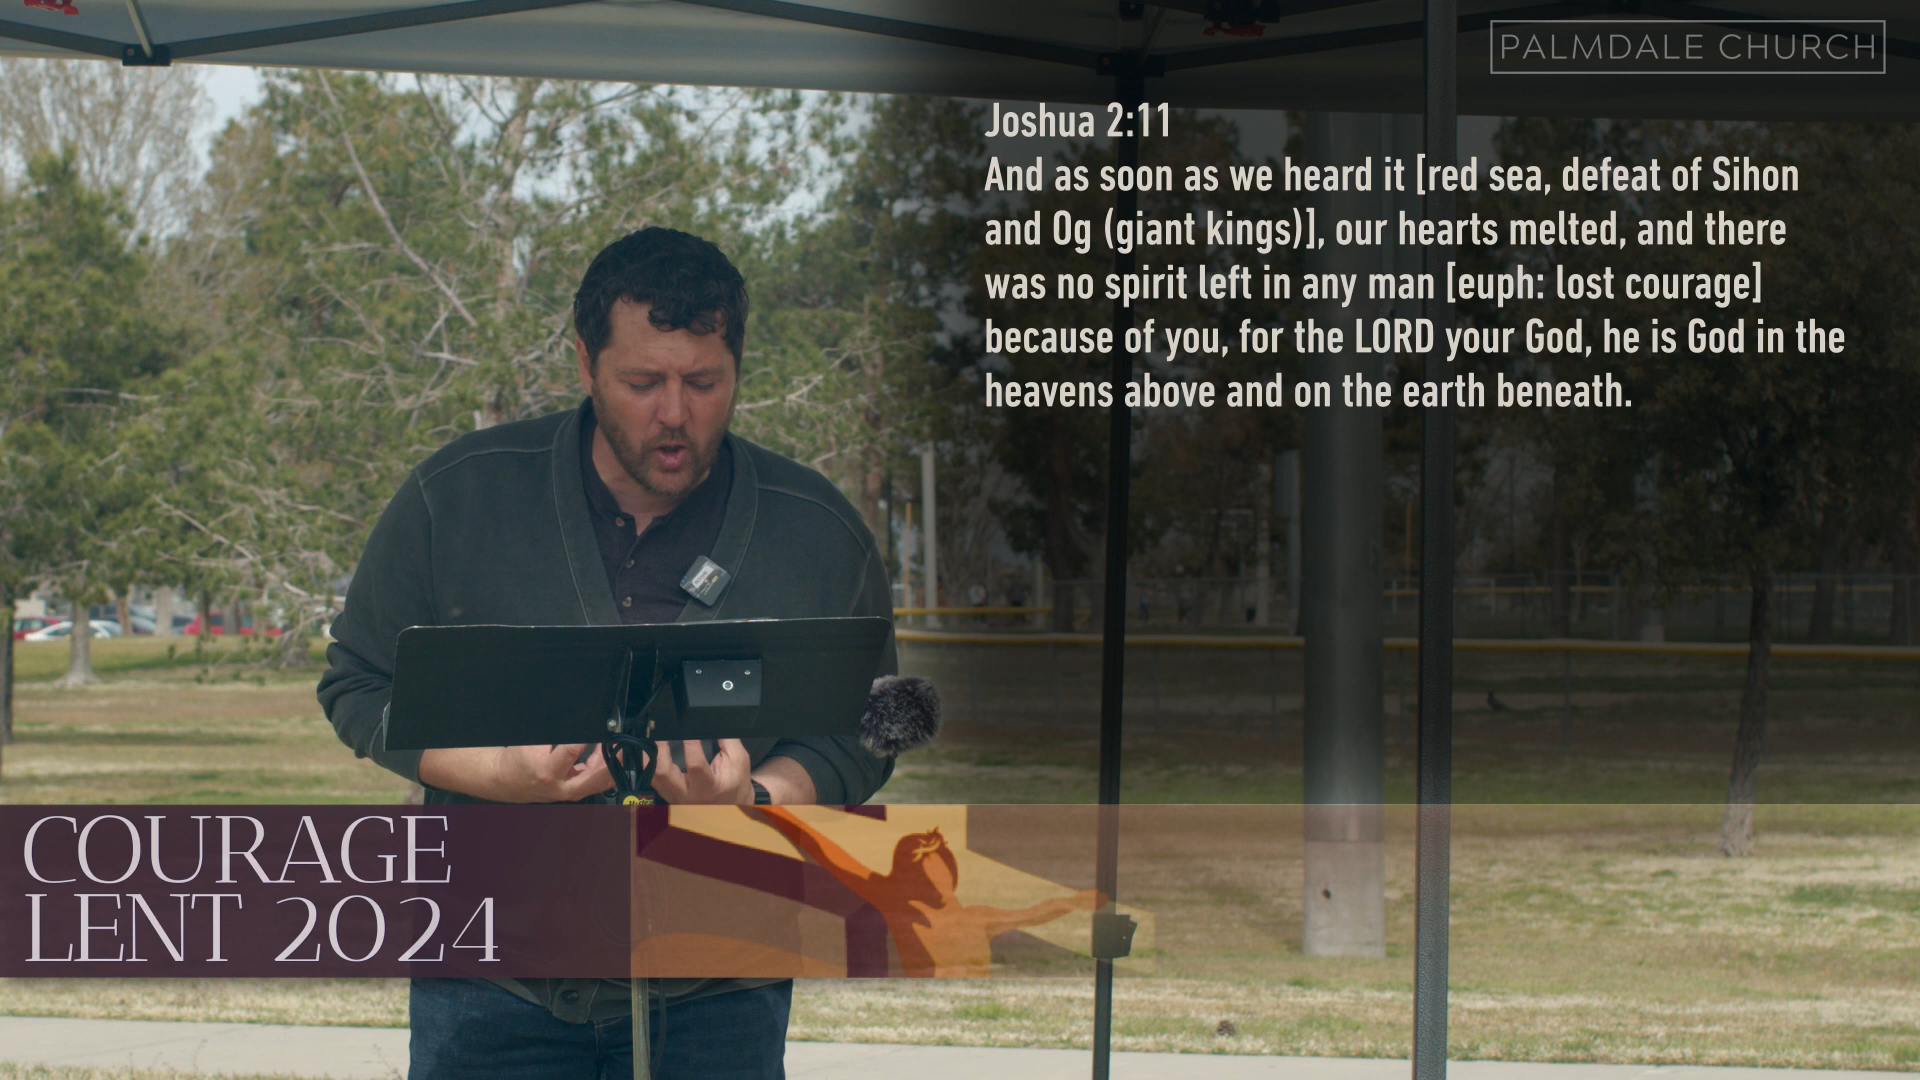 PALMDALE CHURCH
Joshua 2:11
And as soon as we heard it [red sea, defeat of Sihon
and Og (giant kings)], our hearts melted, and there
was no spirit left in any man [euph: lost courage]
because of you, for the LORD your God, he is God in the
heavens above and on the earth beneath.
COURAGE
LENT 2024